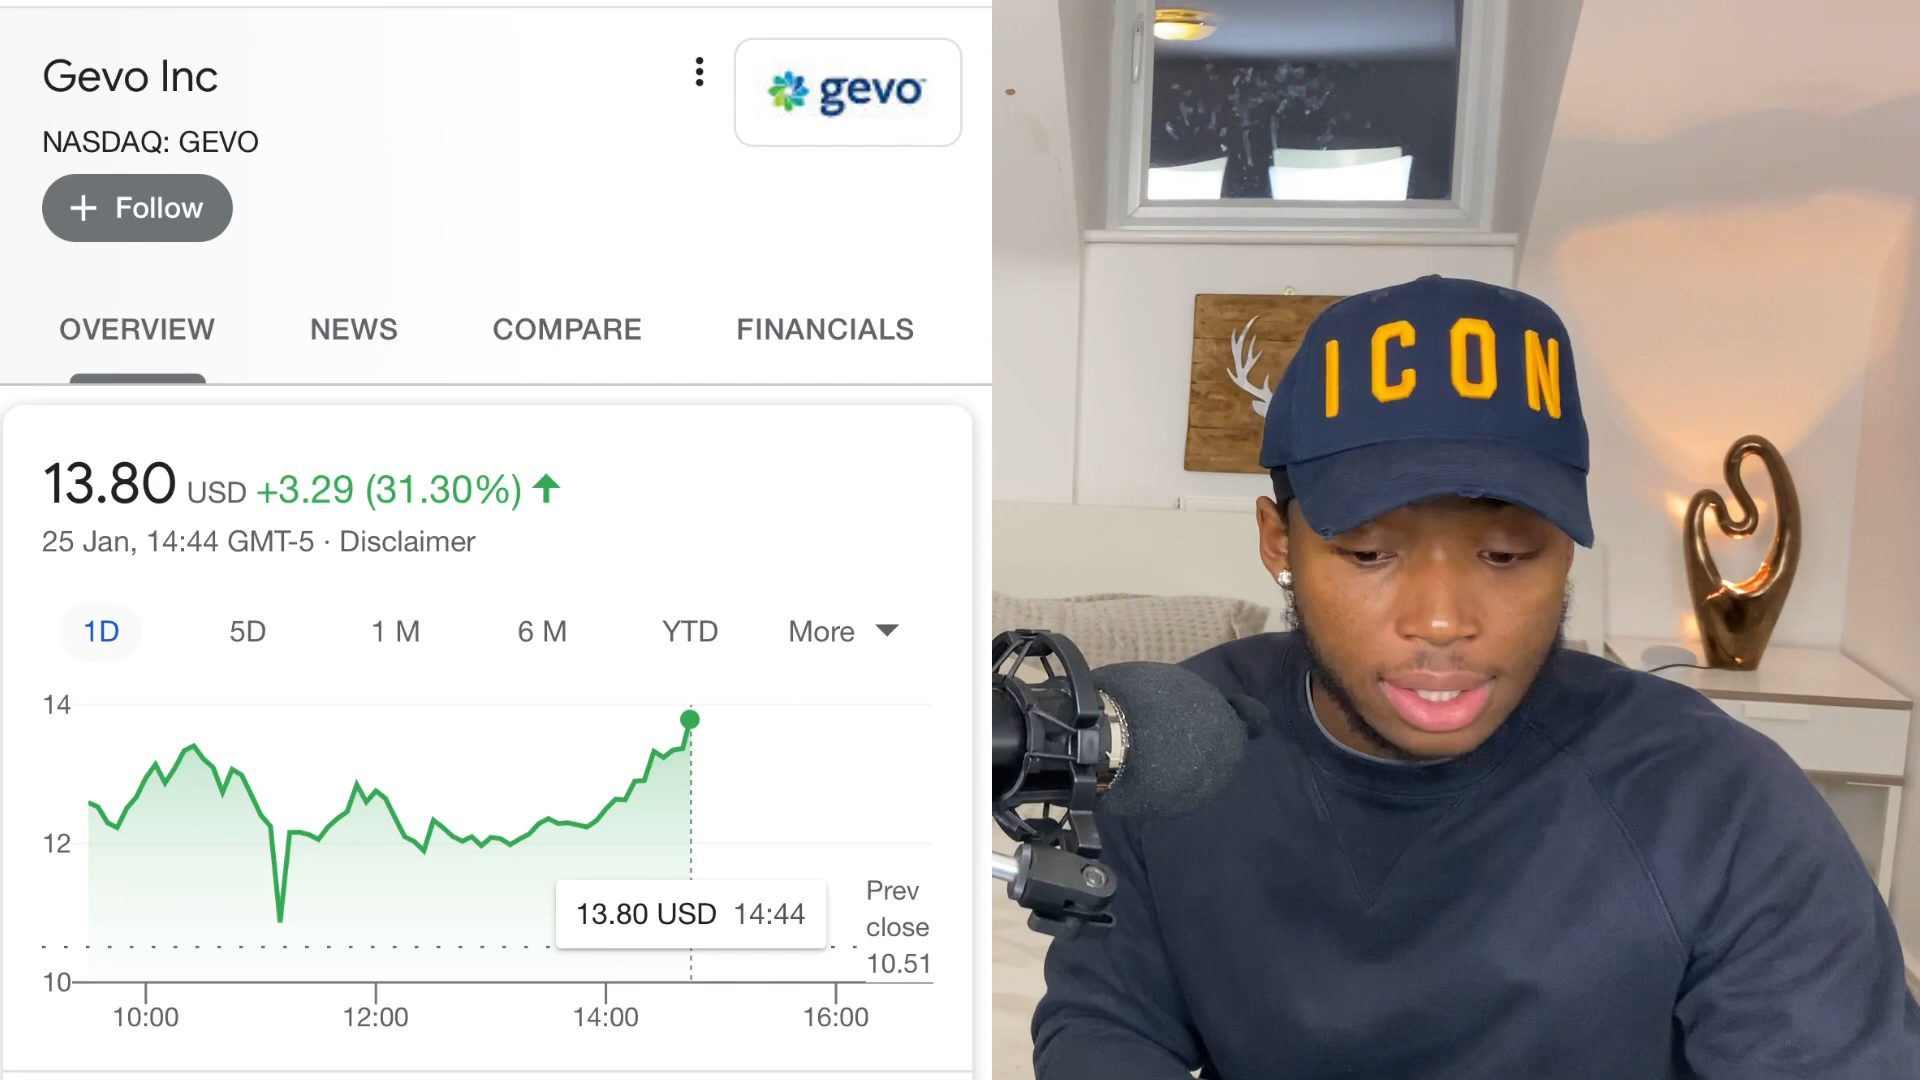 Gevo Inc
gevo
NASDAQ: GEVO
+ Follow
OVERVIEW NEWS COMPARE FINANCIALS
13.80 USD +3.29 (31.30%)
25 Jan, 14:44 GMT-5 · Disclaimer
1D 5D 1 M 6 M YTD More
14
12
10
13.80 USD 14:44
Prev
close
10.51
10:00 12:00 14:00 16:00
ICON